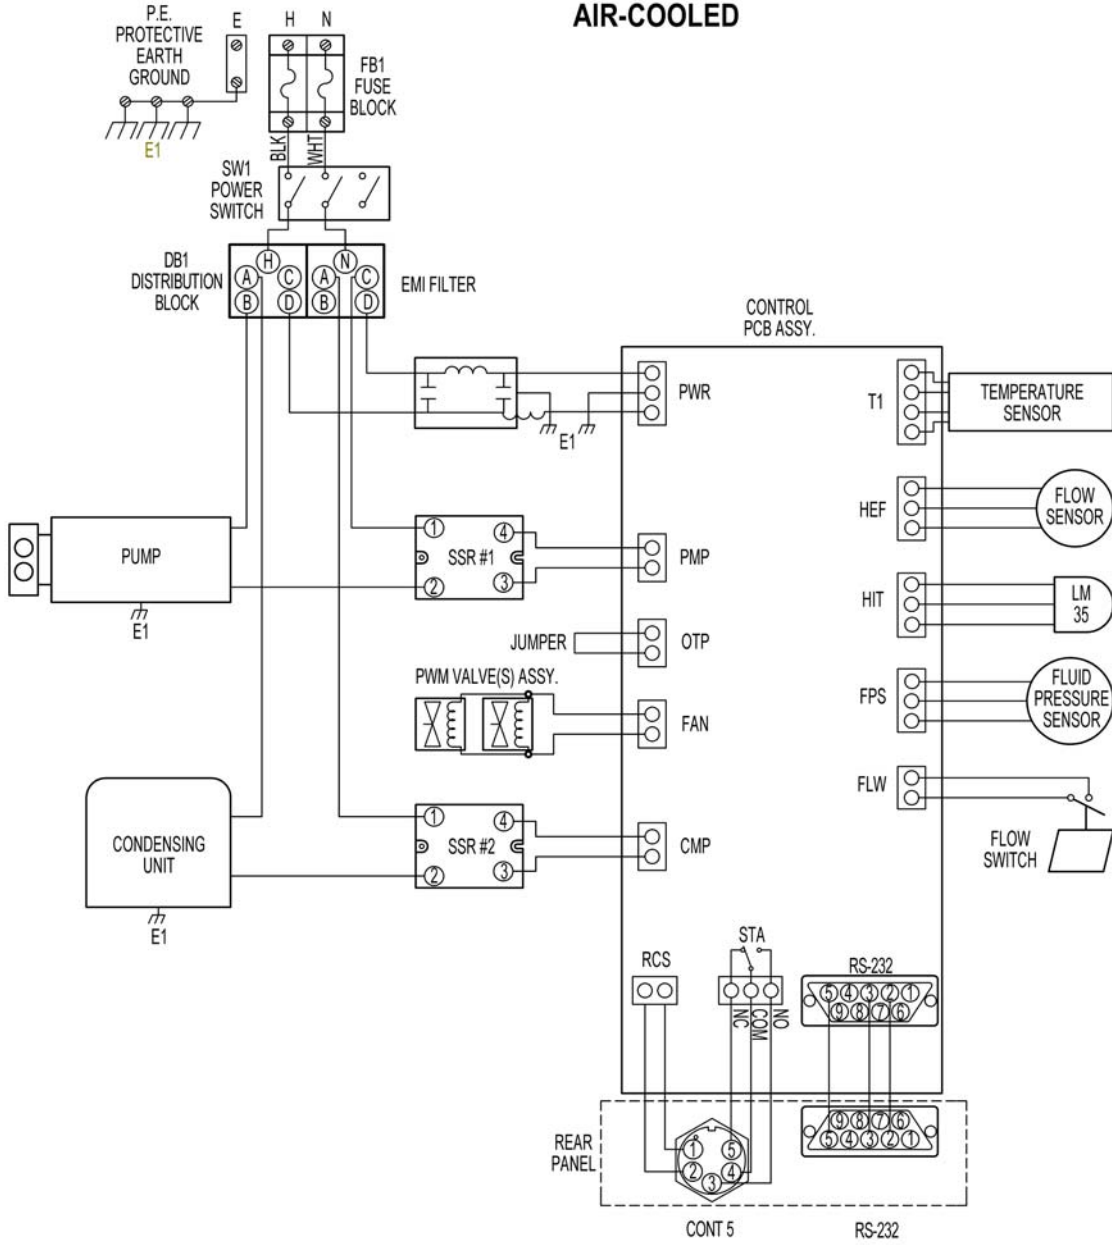 AIR-COOLED
P.E.
PROTECTIVE
EARTH
GROUND
E
H
N
FB1
FUSE
BLOCK
E1
BLK
WHT
SW1
POWER
SWITCH
DB1
DISTRIBUTION
BLOCK
H
A
C
B
D
N
A
C
B
D
EMI FILTER
CONTROL
PCB ASSY.
PWR
E1
T1
TEMPERATURE
SENSOR
HEF
FLOW
SENSOR
PUMP
E1
1
4
SSR #1
2
3
PMP
HIT
LM
35
JUMPER
OTP
PWM VALVE(S) ASSY.
FAN
FPS
FLUID
PRESSURE
SENSOR
FLW
FLOW
SWITCH
CONDENSING
UNIT
E1
1
4
SSR #2
2
3
CMP
RCS
STA
NC
COM
NO
RS-232
5 4 3 2 1
9 8 7 6
REAR
PANEL
1
5
2
4
3
CONT 5
9 8 7 6
5 4 3 2 1
RS-232